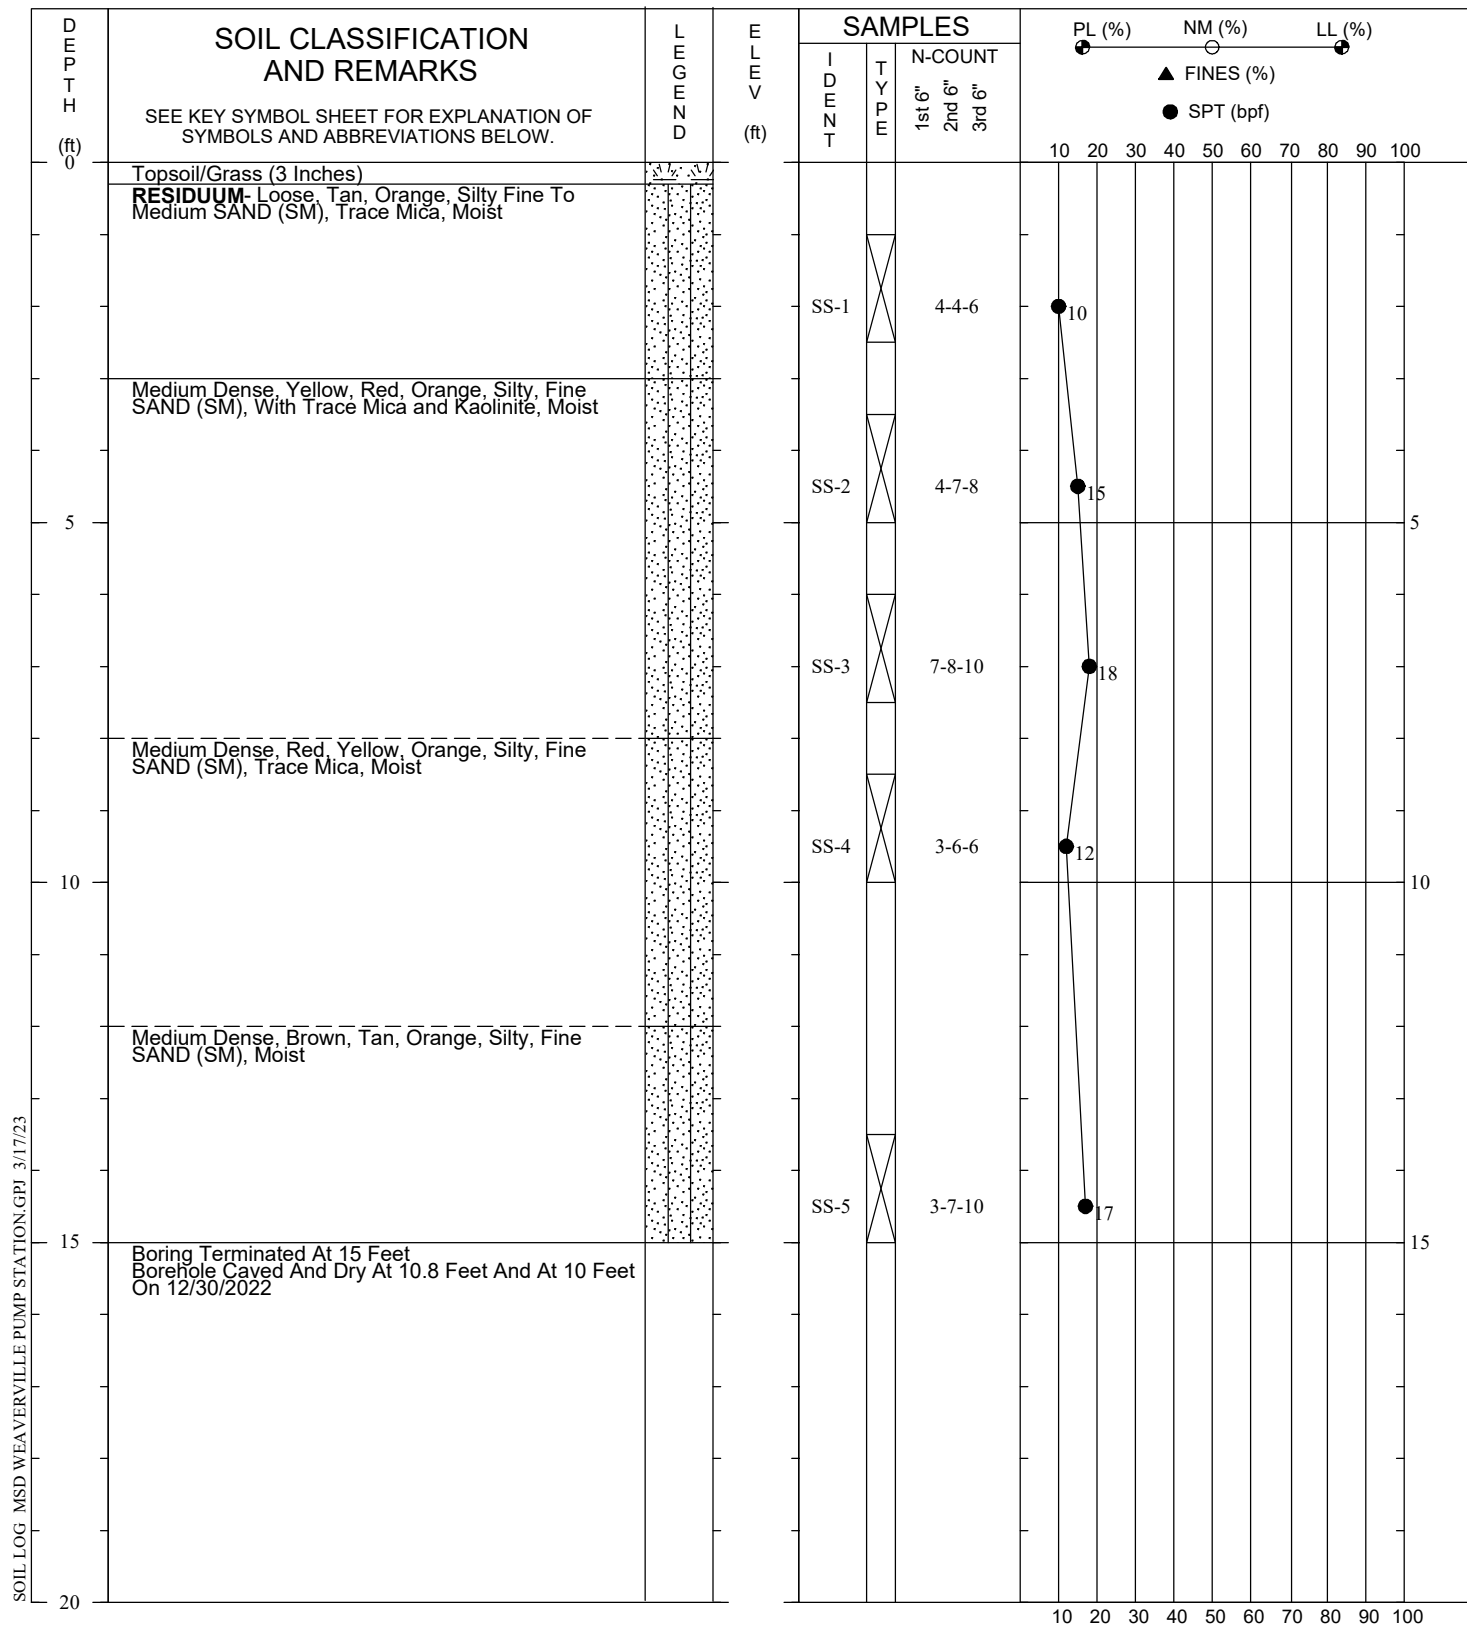 DEPTH
(ft)
SOIL CLASSIFICATION
AND REMARKS
SEE KEY SYMBOL SHEET FOR EXPLANATION OF
SYMBOLS AND ABBREVIATIONS BELOW.
LEGEND
ELEV
(ft)
SAMPLES
IDENT
TYPE
N-COUNT
1st 6"
2nd 6"
3rd 6"
PL (%) NM (%) LL (%)
FINES (%)
SPT (bpf)
10 20 30 40 50 60 70 80 90 100
0
Topsoil/Grass (3 Inches)
RESIDUUM- Loose, Tan, Orange, Silty Fine To
Medium SAND (SM), Trace Mica, Moist
SS-1 4-4-6 10
Medium Dense, Yellow, Red, Orange, Silty, Fine
SAND (SM), With Trace Mica and Kaolinite, Moist
SS-2 4-7-8 15
5 5
SS-3 7-8-10 18
Medium Dense, Red, Yellow, Orange, Silty, Fine
SAND (SM), Trace Mica, Moist
SS-4 3-6-6 12
10 10
Medium Dense, Brown, Tan, Orange, Silty, Fine
SAND (SM), Moist
SS-5 3-7-10 17
15 15
Boring Terminated At 15 Feet
Borehole Caved And Dry At 10.8 Feet And At 10 Feet
On 12/30/2022
20
10 20 30 40 50 60 70 80 90 100
SOIL LOG MSD WEAVERVILLE PUMP STATION.GPJ 3/17/23